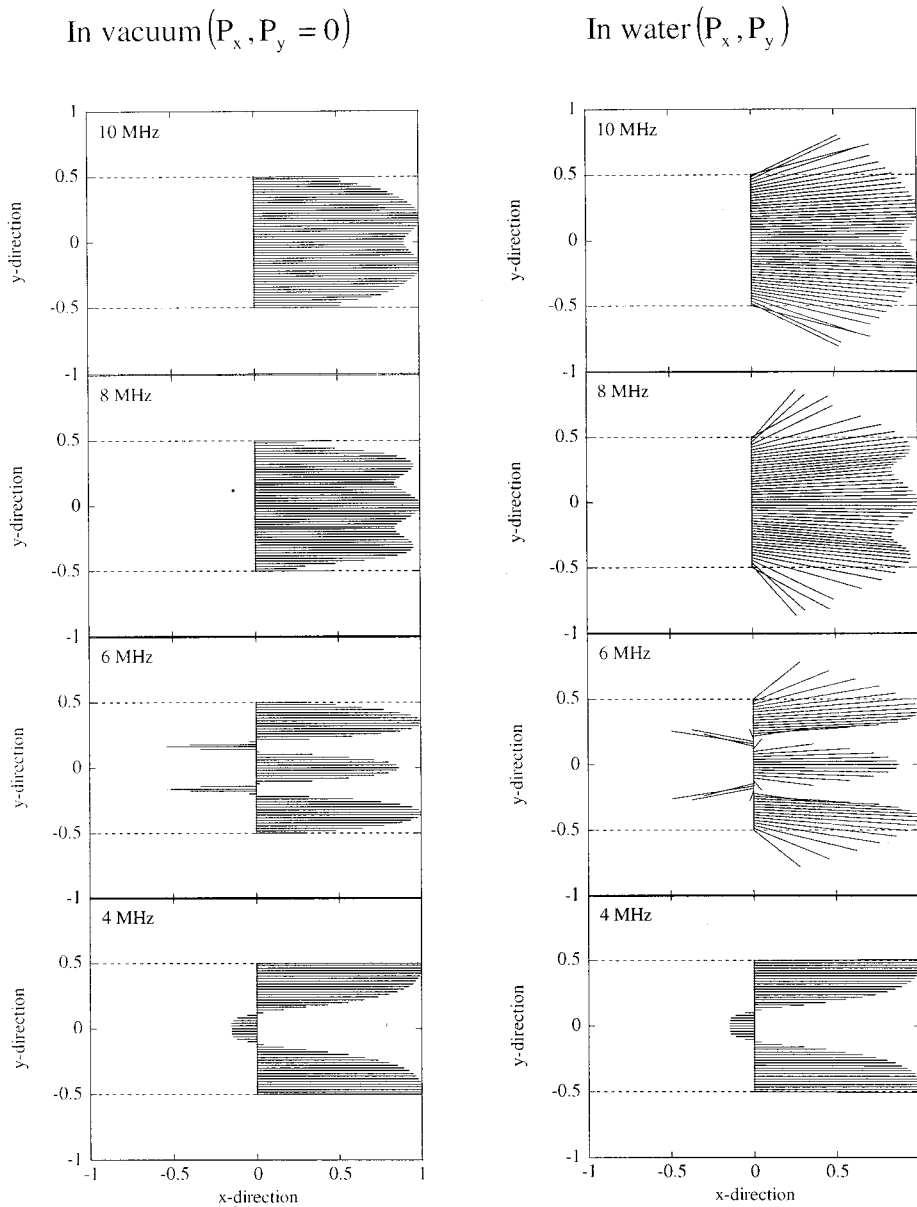 In vacuum (Pₓ, P_y = 0)
In water (Pₓ, P_y)
10 MHz
1
0.5
0
-0.5
-1
y-direction
8 MHz
0.5
0
-0.5
-1
y-direction
6 MHz
0.5
0
-0.5
-1
y-direction
4 MHz
0.5
0
-0.5
-1
y-direction
-1 -0.5 0 0.5 1
x-direction
10 MHz
1
0.5
0
-0.5
-1
y-direction
8 MHz
0.5
0
-0.5
-1
y-direction
6 MHz
0.5
0
-0.5
-1
y-direction
4 MHz
0.5
0
-0.5
-1
y-direction
-1 -0.5 0 0.5 1
x-direction